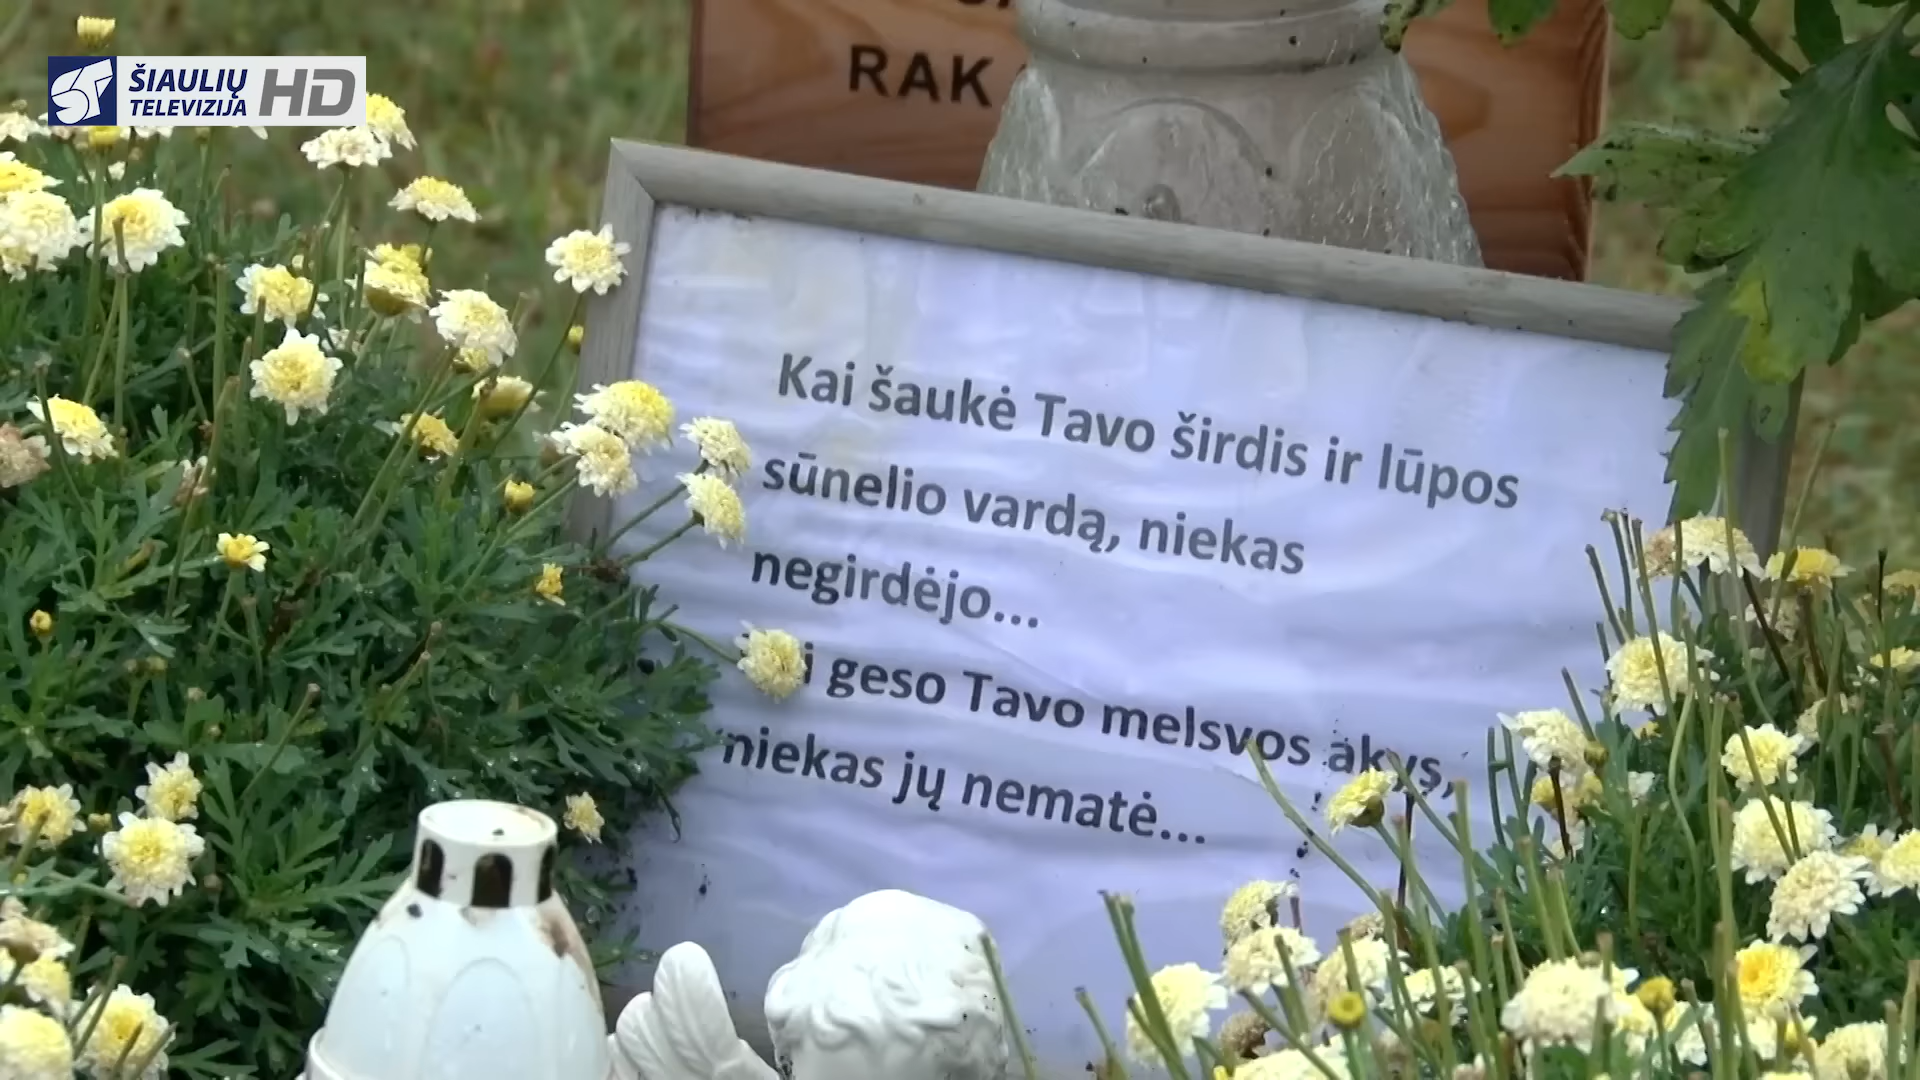 ŠIAULIŲ
TELEVIZIJA HD
RAK
Kai šaukė Tavo širdis ir lūpos
sūnelio vardą, niekas
negirdėjo...
geso Tavo melsvos akys,
niekas jų nematė...